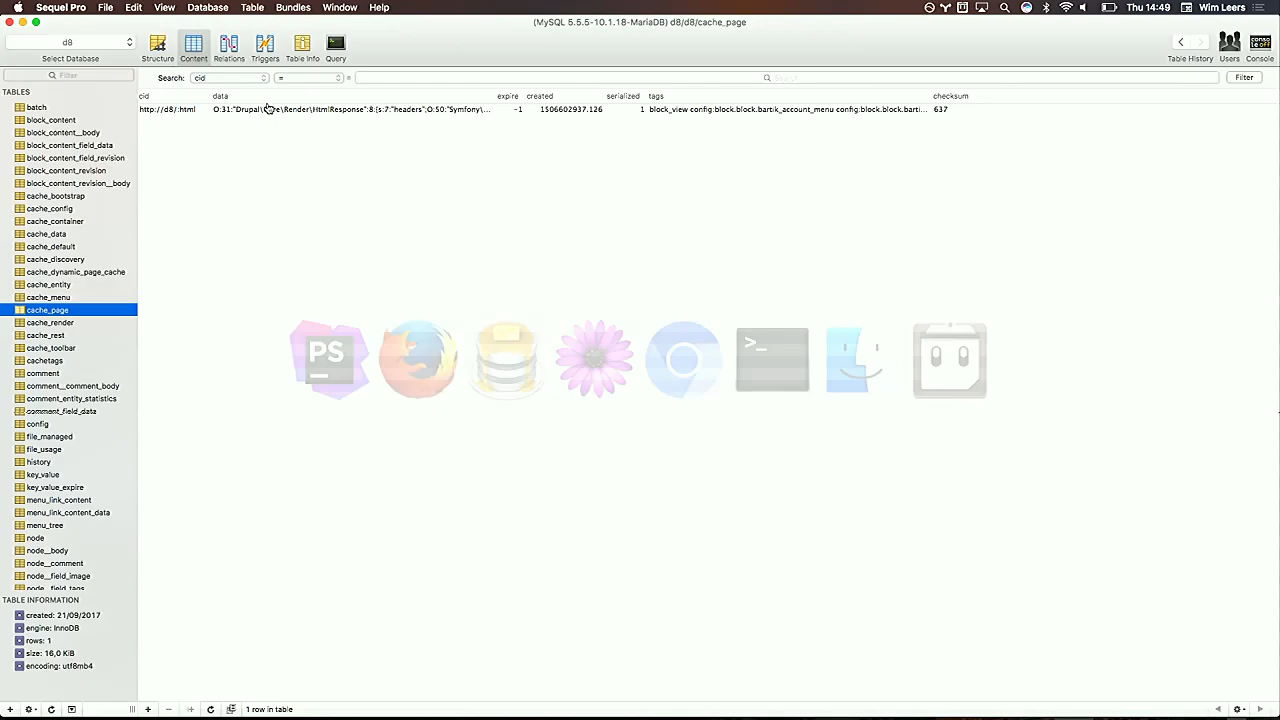 Sequel Pro File Edit View Database Table Bundles Window Help Thu 14:49 Wim Leers
(MySQL 5.5.5-10.1.18-MariaDB) d8/d8/cache_page
d8
Select Database Structure Content Relations Triggers Table Info Query Table History Users Console
conso
le off
Filter Search: cid = = Search Filter
TABLES
cid data expire created serialized tags checksum
http://d8/:html O:31:"Drupal\Core\Render\HtmlResponse":8:{s:7:"headers";O:50:"Symfony\... -1 1506602937.126 1 block_view config:block.block.bartik_account_menu config:block.block.barti... 637
batch
block_content
block_content__body
block_content_field_data
block_content_field_revision
block_content_revision
block_content_revision__body
cache_bootstrap
cache_config
cache_container
cache_data
cache_default
cache_discovery
cache_dynamic_page_cache
cache_entity
cache_menu
cache_page
cache_render
cache_rest
cache_toolbar
cachetags
comment
comment__comment_body
comment_entity_statistics
comment_field_data
config
file_managed
file_usage
history
key_value
key_value_expire
menu_link_content
menu_link_content_data
menu_tree
node
node__body
node__comment
node__field_image
node__field_tags
PS
>_
TABLE INFORMATION
created: 21/09/2017
engine: InnoDB
rows: 1
size: 16,0 KiB
encoding: utf8mb4
1 row in table